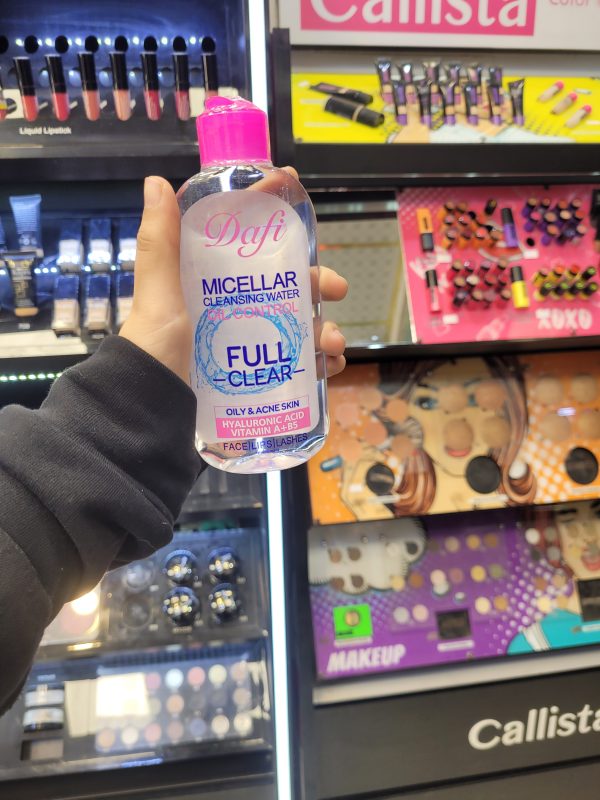 Callista
Color
Liquid Lipstick
Dafi
MICELLAR
CLEANSING WATER
OIL CONTROL
FULL
CLEAR
OILY & ACNE SKIN
HYALURONIC ACID
VITAMIN A+B5
FACE|LIPS|LASHES
XOXO
MAKEUP
Callista